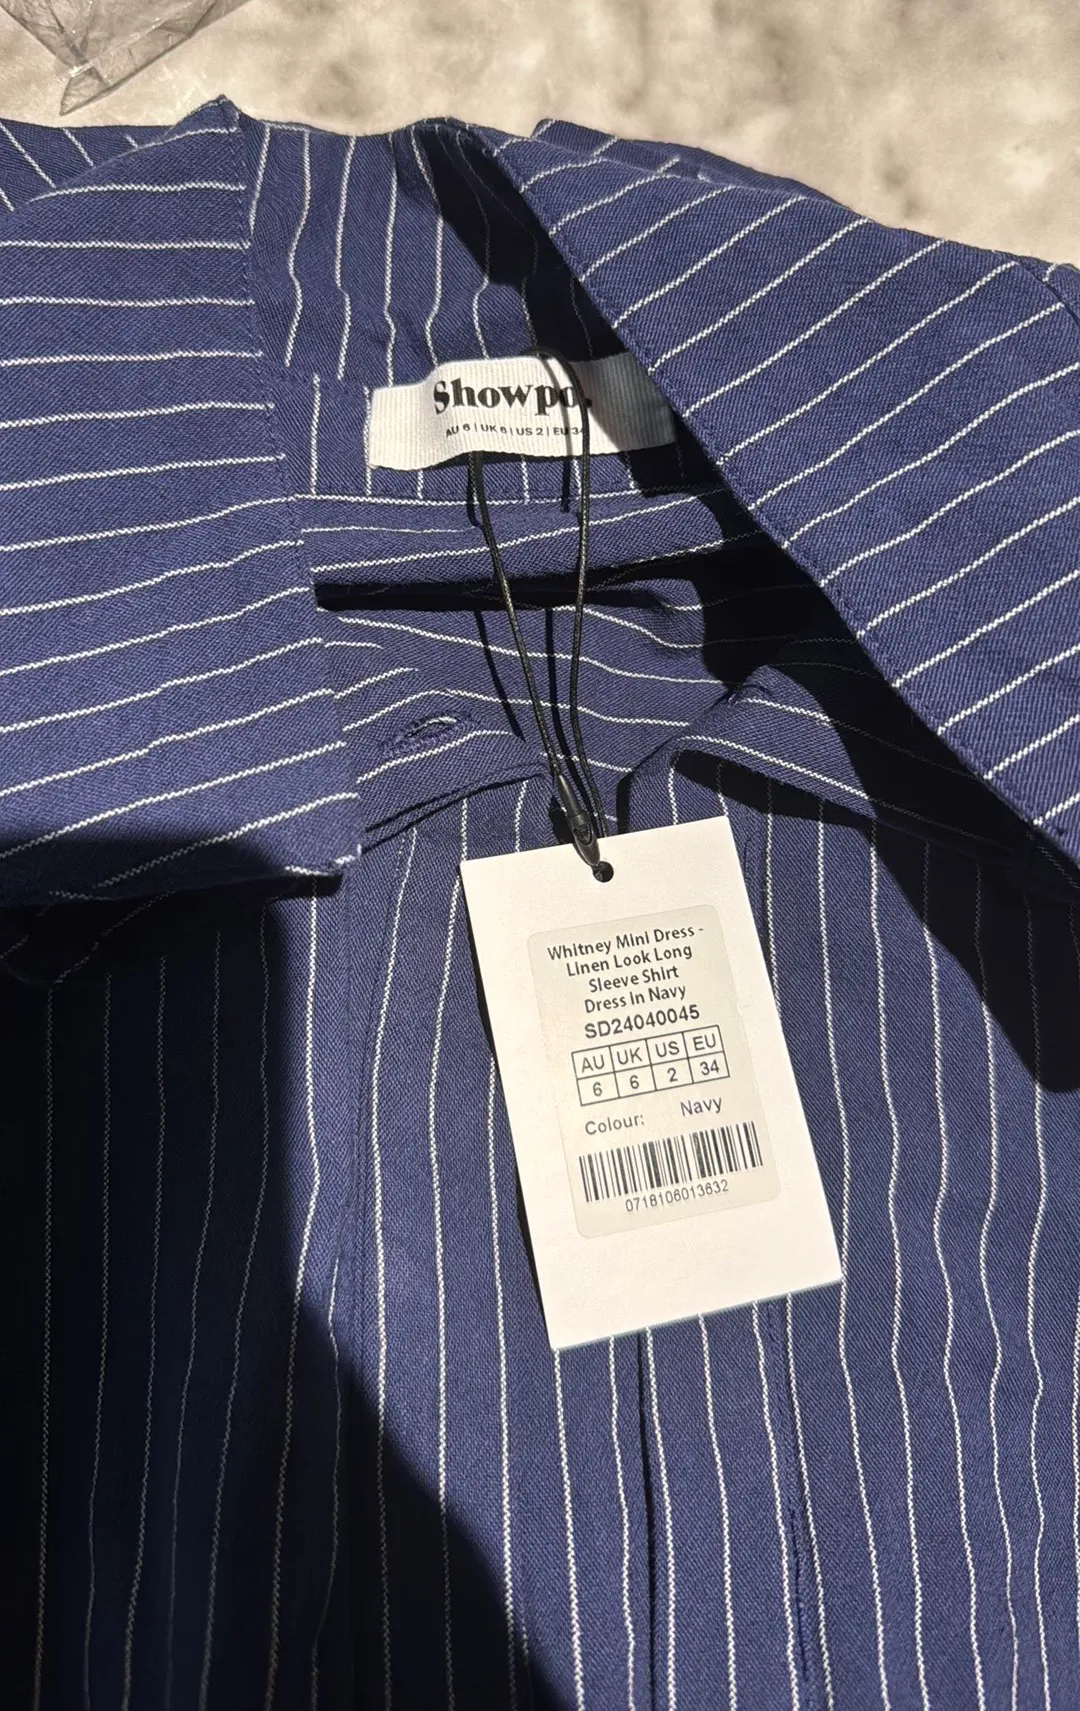 Showpo.
AU 6 | UK 6 | US 2 | EU 34
Whitney Mini Dress -
Linen Look Long
Sleeve Shirt
Dress in Navy
SD24040045
AU UK US EU
6 6 2 34
Colour: Navy
0718106013632